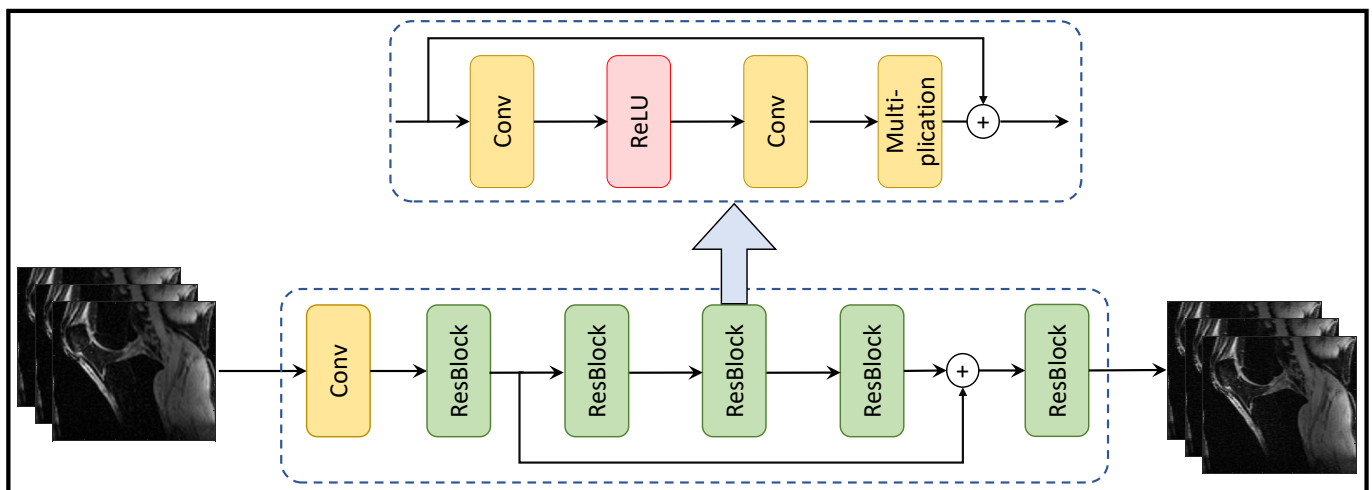 Conv
ReLU
Conv
Multi-
plication
+
Conv
ResBlock
ResBlock
ResBlock
ResBlock
+
ResBlock